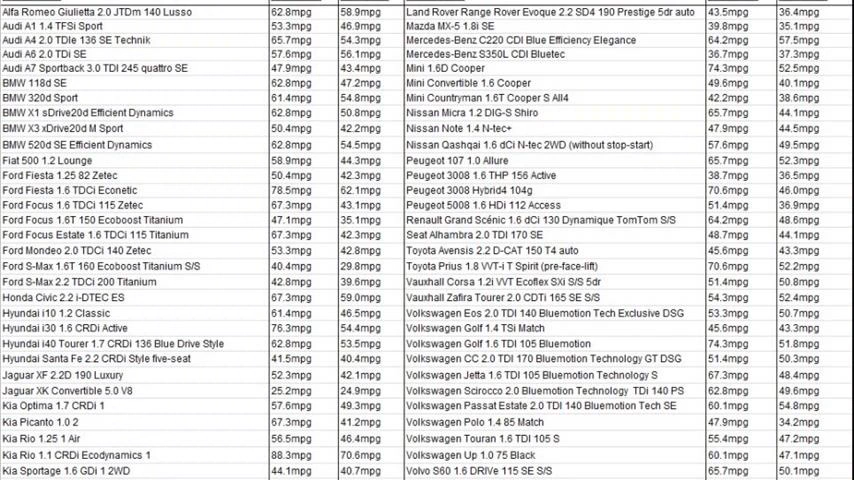 Alfa Romeo Giulietta 2.0 JTDm 140 Lusso 62.8mpg 58.9mpg Land Rover Range Rover Evoque 2.2 SD4 190 Prestige 5dr auto 43.5mpg 36.4mpg
Audi A1 1.4 TFSi Sport 53.3mpg 46.9mpg Mazda MX-5 1.8i SE 39.8mpg 35.1mpg
Audi A4 2.0 TDIe 136 SE Technik 65.7mpg 54.3mpg Mercedes-Benz C220 CDI Blue Efficiency Elegance 64.2mpg 57.5mpg
Audi A6 2.0 TDi SE 57.6mpg 56.1mpg Mercedes-Benz S350L CDI Bluetec 36.7mpg 37.3mpg
Audi A7 Sportback 3.0 TDI 245 quattro SE 47.9mpg 43.4mpg Mini 1.6D Cooper 74.3mpg 52.5mpg
BMW 118d SE 62.8mpg 47.2mpg Mini Convertible 1.6 Cooper 49.6mpg 40.1mpg
BMW 320d Sport 61.4mpg 54.8mpg Mini Countryman 1.6T Cooper S All4 42.2mpg 38.6mpg
BMW X1 sDrive20d Efficient Dynamics 62.8mpg 50.8mpg Nissan Micra 1.2 DIG-S Shiro 65.7mpg 44.1mpg
BMW X3 xDrive20d M Sport 50.4mpg 42.2mpg Nissan Note 1.4 N-tec+ 47.9mpg 44.5mpg
BMW 520d SE Efficient Dynamics 62.8mpg 54.5mpg Nissan Qashqai 1.6 dCi N-tec 2WD (without stop-start) 57.6mpg 49.5mpg
Fiat 500 1.2 Lounge 58.9mpg 44.3mpg Peugeot 107 1.0 Allure 65.7mpg 52.3mpg
Ford Fiesta 1.25 82 Zetec 50.4mpg 42.3mpg Peugeot 3008 1.6 THP 156 Active 38.7mpg 36.5mpg
Ford Fiesta 1.6 TDCi Econetic 78.5mpg 62.1mpg Peugeot 3008 Hybrid4 104g 70.6mpg 46.0mpg
Ford Focus 1.6 TDCi 115 Zetec 67.3mpg 43.1mpg Peugeot 5008 1.6 HDi 112 Access 51.4mpg 36.9mpg
Ford Focus 1.6T 150 Ecoboost Titanium 47.1mpg 35.1mpg Renault Grand Scénic 1.6 dCi 130 Dynamique TomTom S/S 64.2mpg 48.6mpg
Ford Focus Estate 1.6 TDCi 115 Titanium 67.3mpg 42.3mpg Seat Alhambra 2.0 TDI 170 SE 48.7mpg 44.1mpg
Ford Mondeo 2.0 TDCi 140 Zetec 53.3mpg 42.8mpg Toyota Avensis 2.2 D-CAT 150 T4 auto 45.6mpg 43.3mpg
Ford S-Max 1.6T 160 Ecoboost Titanium S/S 40.4mpg 29.8mpg Toyota Prius 1.8 VVT-i T Spirit (pre-face-lift) 70.6mpg 52.2mpg
Ford S-Max 2.2 TDCi 200 Titanium 42.8mpg 39.6mpg Vauxhall Corsa 1.2i VVT Ecoflex SXi S/S 5dr 51.4mpg 50.8mpg
Honda Civic 2.2 i-DTEC ES 67.3mpg 59.0mpg Vauxhall Zafira Tourer 2.0 CDTi 165 SE S/S 54.3mpg 52.4mpg
Hyundai i10 1.2 Classic 61.4mpg 46.5mpg Volkswagen Eos 2.0 TDI 140 Bluemotion Tech Exclusive DSG 53.3mpg 50.7mpg
Hyundai i30 1.6 CRDi Active 76.3mpg 54.4mpg Volkswagen Golf 1.4 TSi Match 45.6mpg 43.3mpg
Hyundai i40 Tourer 1.7 CRDi 136 Blue Drive Style 62.8mpg 53.5mpg Volkswagen Golf 1.6 TDI 105 Bluemotion 74.3mpg 51.8mpg
Hyundai Santa Fe 2.2 CRDi Style five-seat 41.5mpg 40.4mpg Volkswagen CC 2.0 TDI 170 Bluemotion Technology GT DSG 51.4mpg 50.3mpg
Jaguar XF 2.2D 190 Luxury 52.3mpg 42.1mpg Volkswagen Jetta 1.6 TDI 105 Bluemotion Technology S 67.3mpg 48.4mpg
Jaguar XK Convertible 5.0 V8 25.2mpg 24.9mpg Volkswagen Scirocco 2.0 Bluemotion Technology TDi 140 PS 62.8mpg 49.6mpg
Kia Optima 1.7 CRDi 1 57.6mpg 49.3mpg Volkswagen Passat Estate 2.0 TDI 140 Bluemotion Tech SE 60.1mpg 54.8mpg
Kia Picanto 1.0 2 67.3mpg 41.2mpg Volkswagen Polo 1.4 85 Match 47.9mpg 34.2mpg
Kia Rio 1.25 1 Air 56.5mpg 46.4mpg Volkswagen Touran 1.6 TDI 105 S 55.4mpg 47.2mpg
Kia Rio 1.1 CRDi Ecodynamics 1 88.3mpg 70.6mpg Volkswagen Up 1.0 75 Black 60.1mpg 47.1mpg
Kia Sportage 1.6 GDi 1 2WD 44.1mpg 40.7mpg Volvo S60 1.6 DRIVe 115 SE S/S 65.7mpg 50.1mpg